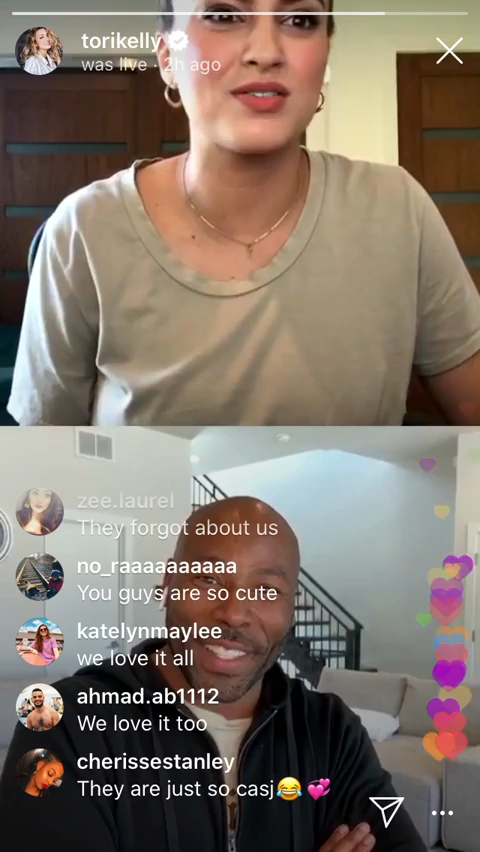 torikelly
was live · 2h ago
zee.laurel
They forgot about us
no_raaaaaaaaaa
You guys are so cute
katelynmaylee
we love it all
ahmad.ab1112
We love it too
cherissestanley
They are just so casj😂 💞